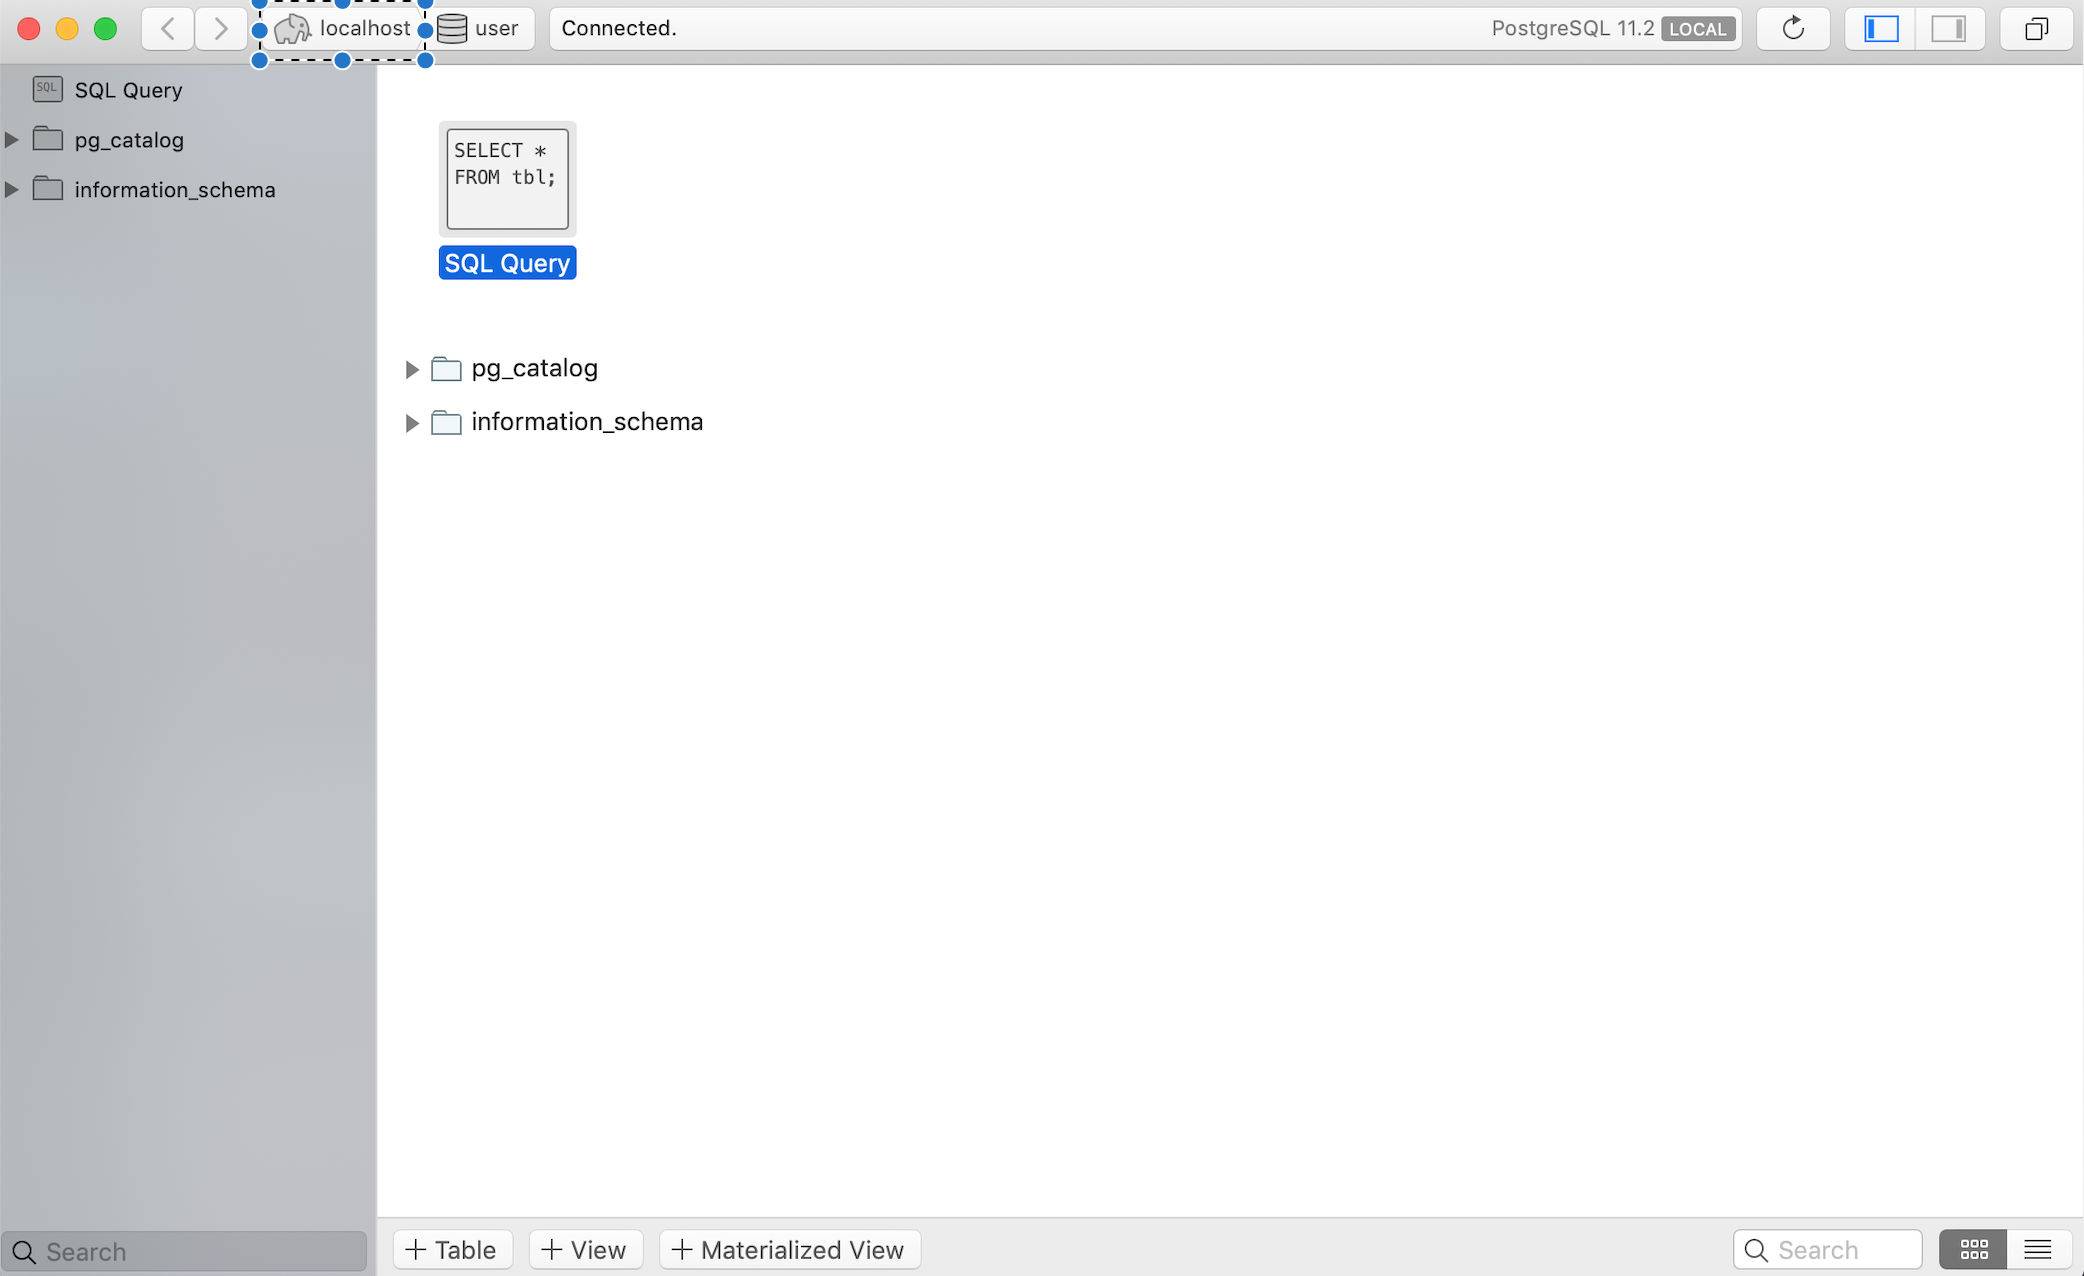 localhost
user
Connected.
PostgreSQL 11.2 LOCAL
SQL SQL Query
pg_catalog
information_schema
SELECT *
FROM tbl;
SQL Query
pg_catalog
information_schema
Search
+ Table
+ View
+ Materialized View
Search